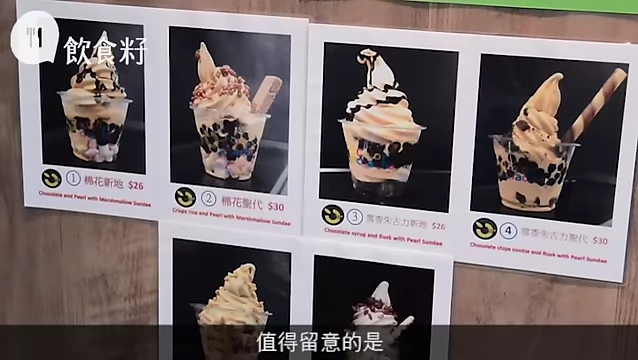 飲食籽
① 棉花新地 $26
Chocolate and Pearl with Marshmallow Sundae
② 棉花聖代 $30
Crispy rice and Pearl with Marshmallow Sundae
③ 雪香朱古力新地 $26
Chocolate syrup and Rusk with Pearl Sundae
④ 雪香朱古力聖代 $30
Chocolate chips cookie and Rusk with Pearl Sundae
值得留意的是